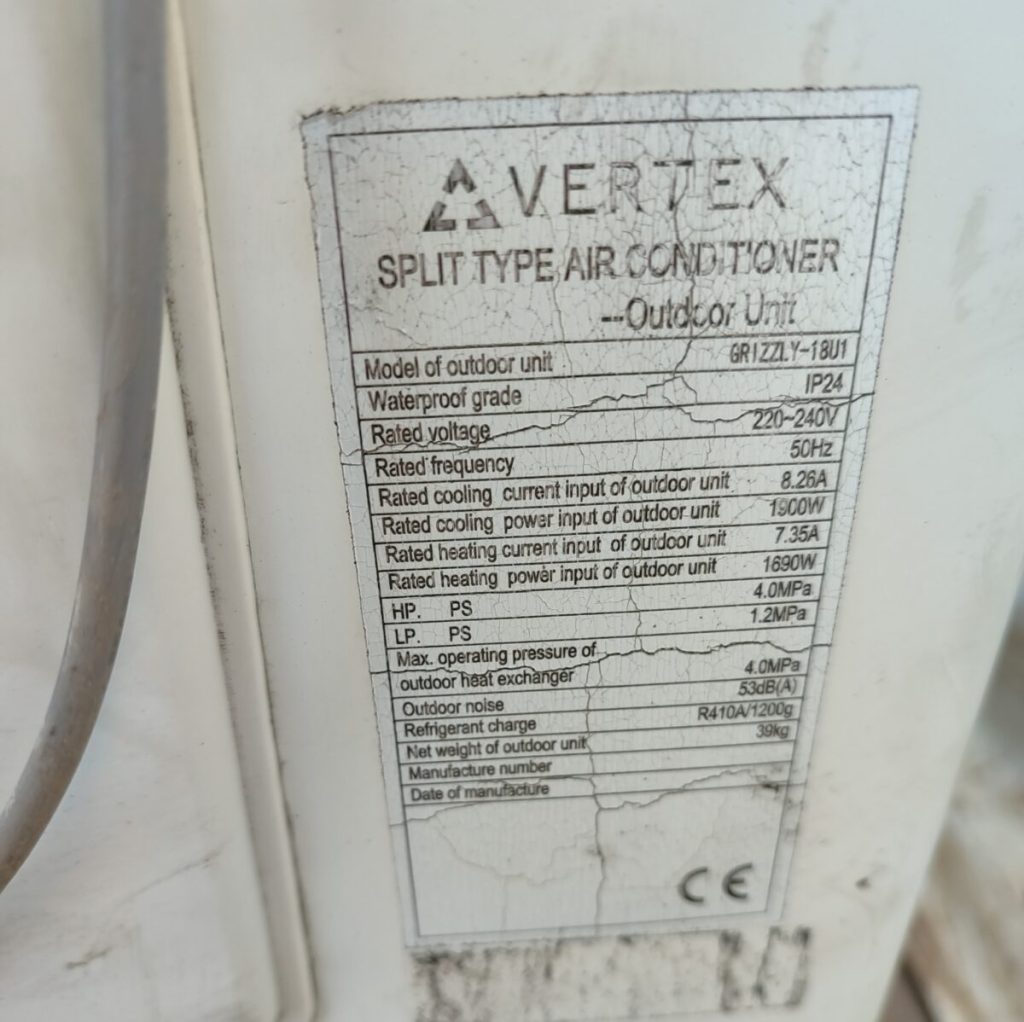 VERTEX
SPLIT TYPE AIR CONDITIONER
--Outdoor Unit
Model of outdoor unit GRIZZLY-18U1
Waterproof grade IP24
Rated voltage 220~240V
Rated frequency 50Hz
Rated cooling current input of outdoor unit 8.26A
Rated cooling power input of outdoor unit 1900W
Rated heating current input of outdoor unit 7.35A
Rated heating power input of outdoor unit 1690W
HP. PS 4.0MPa
LP. PS 1.2MPa
Max. operating pressure of
outdoor heat exchanger 4.0MPa
Outdoor noise 53dB(A)
Refrigerant charge R410A/1200g
Net weight of outdoor unit 39kg
Manufacture number
Date of manufacture
CE